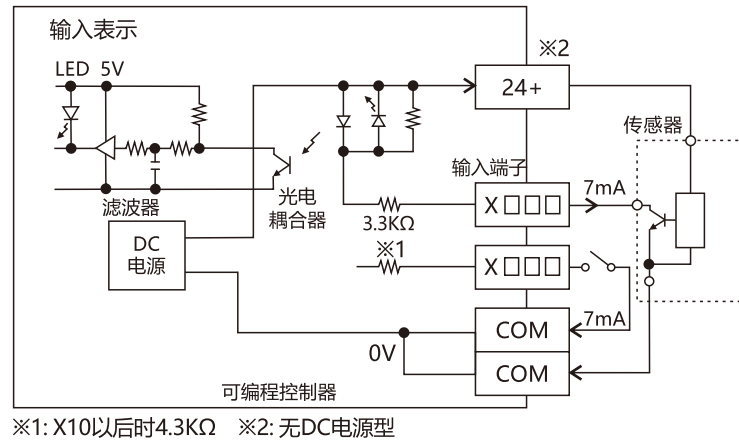 输入表示
※2
LED 5V
24+
传感器
输入端子
7mA
X□□□
光电
耦合器
滤波器
3.3KΩ
DC
电源
※1
X□□□
COM
7mA
0V
COM
可编程控制器
※1: X10以后时4.3KΩ ※2: 无DC电源型